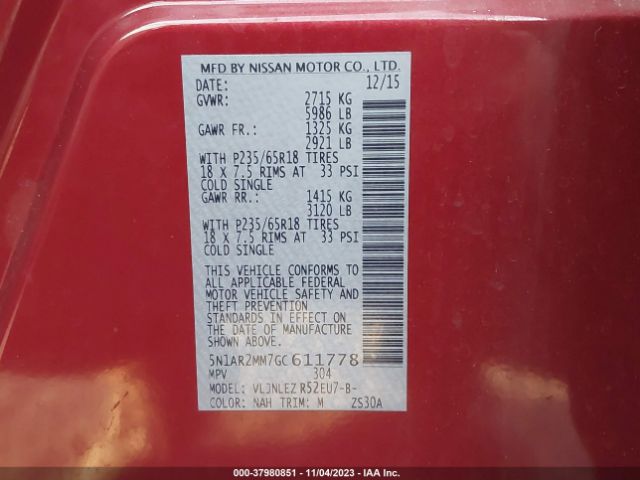 MFD BY NISSAN MOTOR CO., LTD.
DATE: 12/15
GVWR: 2715 KG
5986 LB
GAWR FR.: 1325 KG
2921 LB
WITH P235/65R18 TIRES
18 X 7.5 RIMS AT 33 PSI
COLD SINGLE
GAWR RR.: 1415 KG
3120 LB
WITH P235/65R18 TIRES
18 X 7.5 RIMS AT 33 PSI
COLD SINGLE
THIS VEHICLE CONFORMS TO
ALL APPLICABLE FEDERAL
MOTOR VEHICLE SAFETY AND
THEFT PREVENTION
STANDARDS IN EFFECT ON
THE DATE OF MANUFACTURE
SHOWN ABOVE.
5N1AR2MM7GC611778
MPV 304
MODEL: VLJNLEZ R52EU7-B-
COLOR: NAH TRIM: M ZS30A
000-37980851 - 11/04/2023 - IAA Inc.